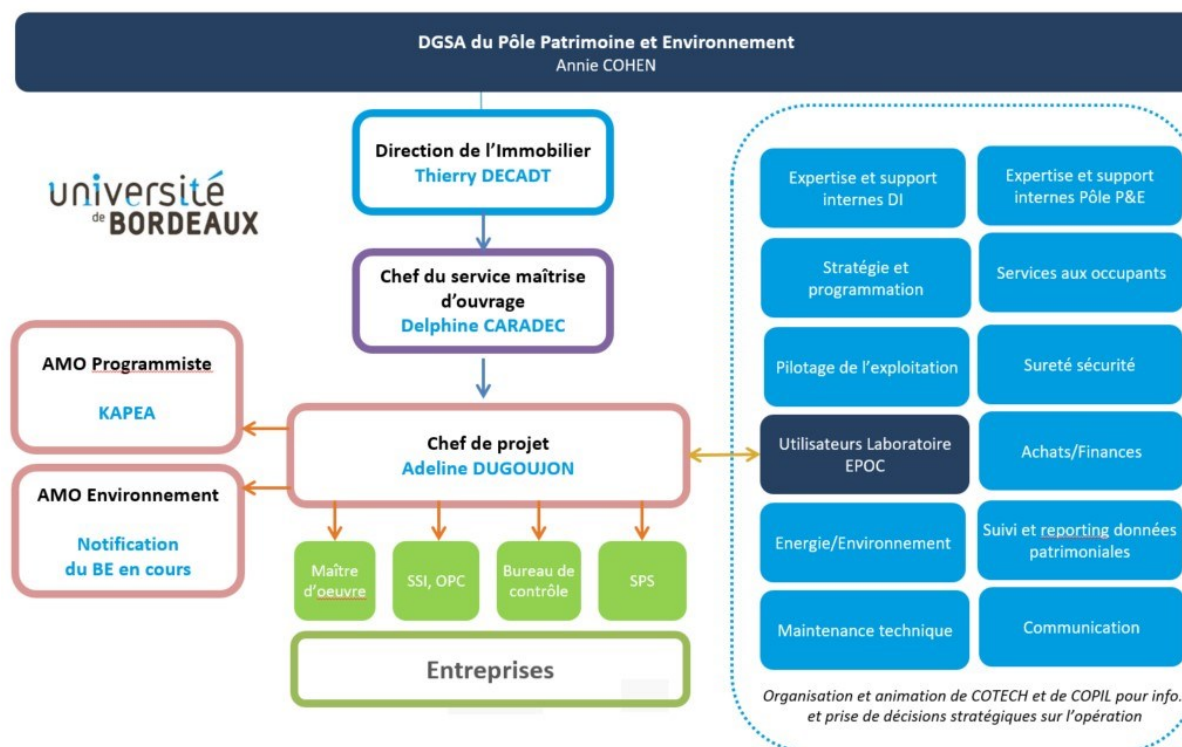 DGSA du Pôle Patrimoine et Environnement
Annie COHEN
Direction de l'Immobilier
Thierry DECADT
université
de BORDEAUX
Chef du service maîtrise
d'ouvrage
Delphine CARADEC
AMO Programmiste
KAPEA
Chef de projet
Adeline DUGOUJON
AMO Environnement
Notification
du BE en cours
Maître
d'oeuvre
SSI, OPC
Bureau de
contrôle
SPS
Entreprises
Expertise et support
internes DI
Expertise et support
internes Pôle P&E
Stratégie et
programmation
Services aux occupants
Pilotage de l'exploitation
Sureté sécurité
Utilisateurs Laboratoire
EPOC
Achats/Finances
Energie/Environnement
Suivi et reporting données
patrimoniales
Maintenance technique
Communication
Organisation et animation de COTECH et de COPIL pour info.
et prise de décisions stratégiques sur l'opération